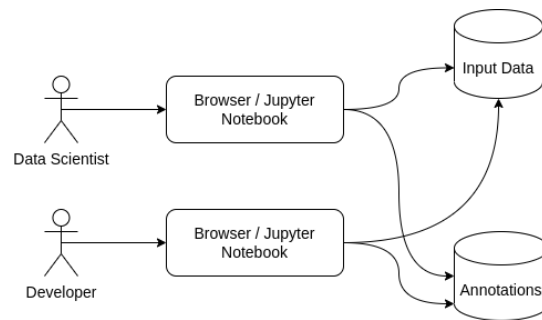 Data Scientist
Browser / Jupyter
Notebook
Input Data
Developer
Browser / Jupyter
Notebook
Annotations